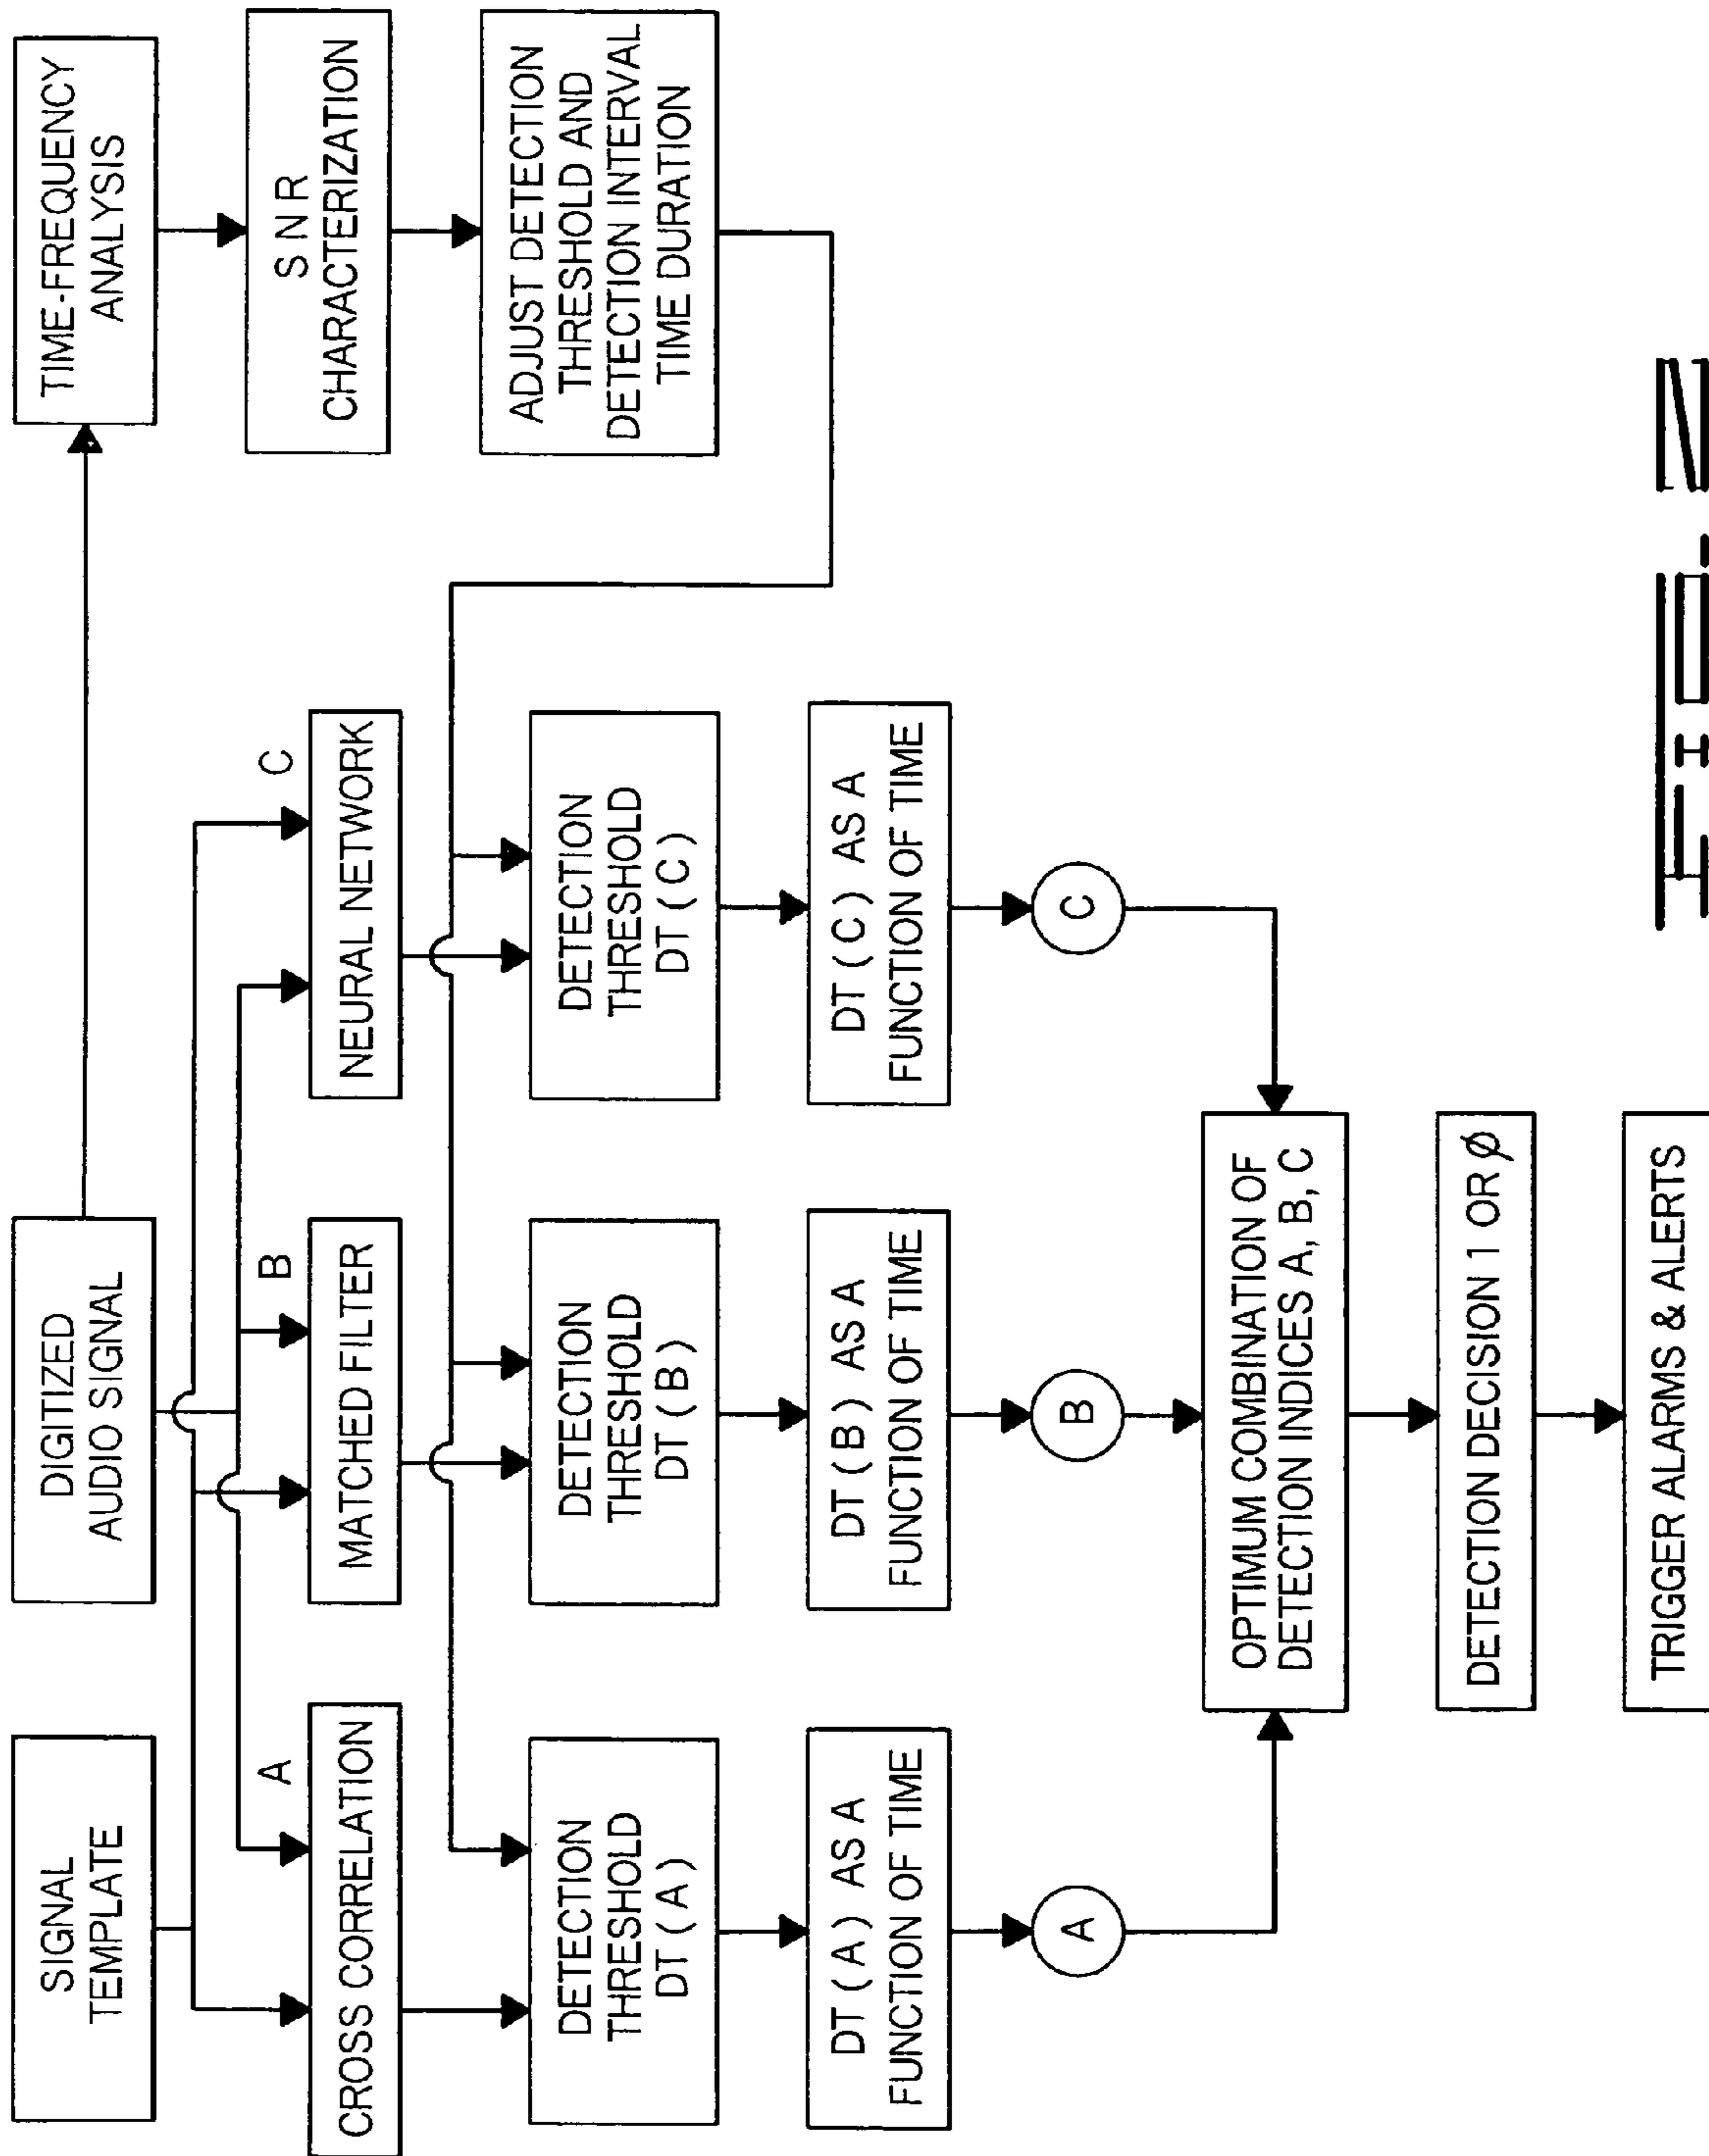 SIGNAL
TEMPLATE
DIGITIZED
AUDIO SIGNAL
TIME-FREQUENCY
ANALYSIS
A
B
C
CROSS CORRELATION
MATCHED FILTER
NEURAL NETWORK
SNR
CHARACTERIZATION
DETECTION
THRESHOLD
DT (A)
DETECTION
THRESHOLD
DT (B)
DETECTION
THRESHOLD
DT (C)
ADJUST DETECTION
THRESHOLD AND
DETECTION INTERVAL
TIME DURATION
DT (A) AS A
FUNCTION OF TIME
DT (B) AS A
FUNCTION OF TIME
DT (C) AS A
FUNCTION OF TIME
A
B
C
OPTIMUM COMBINATION OF
DETECTION INDICES A, B, C
DETECTION DECISION 1 OR Ø
TRIGGER ALARMS & ALERTS